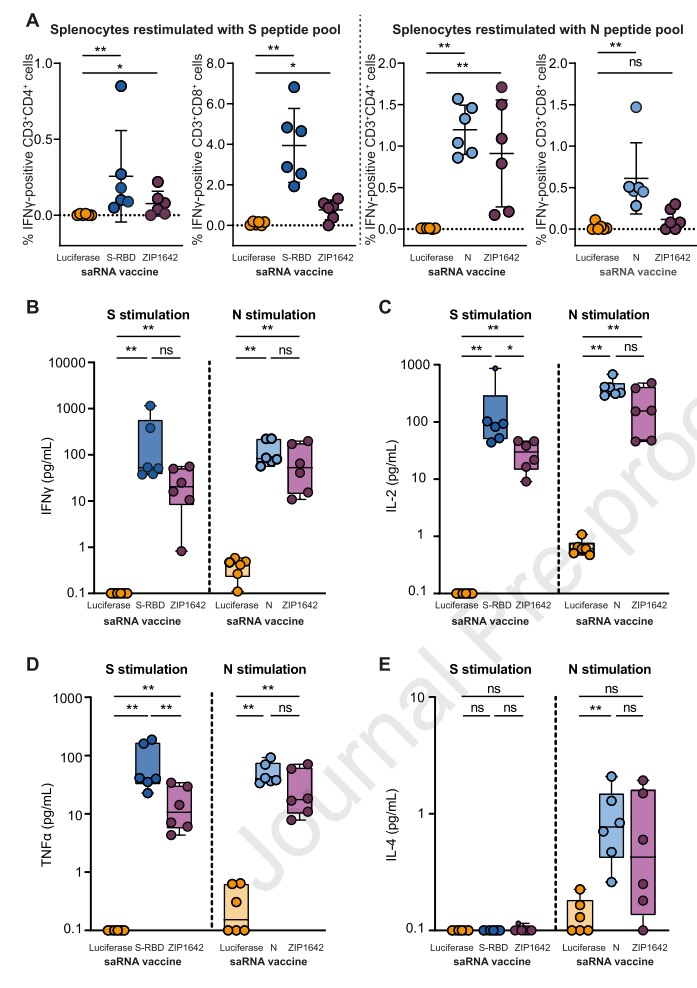 A
Splenocytes restimulated with S peptide pool
Splenocytes restimulated with N peptide pool
% IFNγ-positive CD3⁺CD4⁺ cells
1.0
0.5
0.0
**
*
Luciferase S-RBD ZIP1642
saRNA vaccine
% IFNγ-positive CD3⁺CD8⁺ cells
8.0
6.0
4.0
2.0
0.0
**
*
Luciferase S-RBD ZIP1642
saRNA vaccine
% IFNγ-positive CD3⁺CD4⁺ cells
2.0
1.5
1.0
0.5
0.0
**
**
Luciferase N ZIP1642
saRNA vaccine
% IFNγ-positive CD3⁺CD8⁺ cells
2.0
1.5
1.0
0.5
0.0
**
ns
Luciferase N ZIP1642
saRNA vaccine
B
S stimulation N stimulation
** **
** ns ** ns
IFNγ (pg/mL)
10000
1000
100
10
1
0.1
Luciferase S-RBD ZIP1642 Luciferase N ZIP1642
saRNA vaccine saRNA vaccine
C
S stimulation N stimulation
** **
** * ** ns
IL-2 (pg/mL)
1000
100
10
1
0.1
Luciferase S-RBD ZIP1642 Luciferase N ZIP1642
saRNA vaccine saRNA vaccine
D
S stimulation N stimulation
** **
** ** ** ns
TNFα (pg/mL)
1000
100
10
1
0.1
Luciferase S-RBD ZIP1642 Luciferase N ZIP1642
saRNA vaccine saRNA vaccine
E
S stimulation N stimulation
ns ns
ns ns ** ns
IL-4 (pg/mL)
10
1
0.1
Luciferase S-RBD ZIP1642 Luciferase N ZIP1642
saRNA vaccine saRNA vaccine
Journal Pre-proo